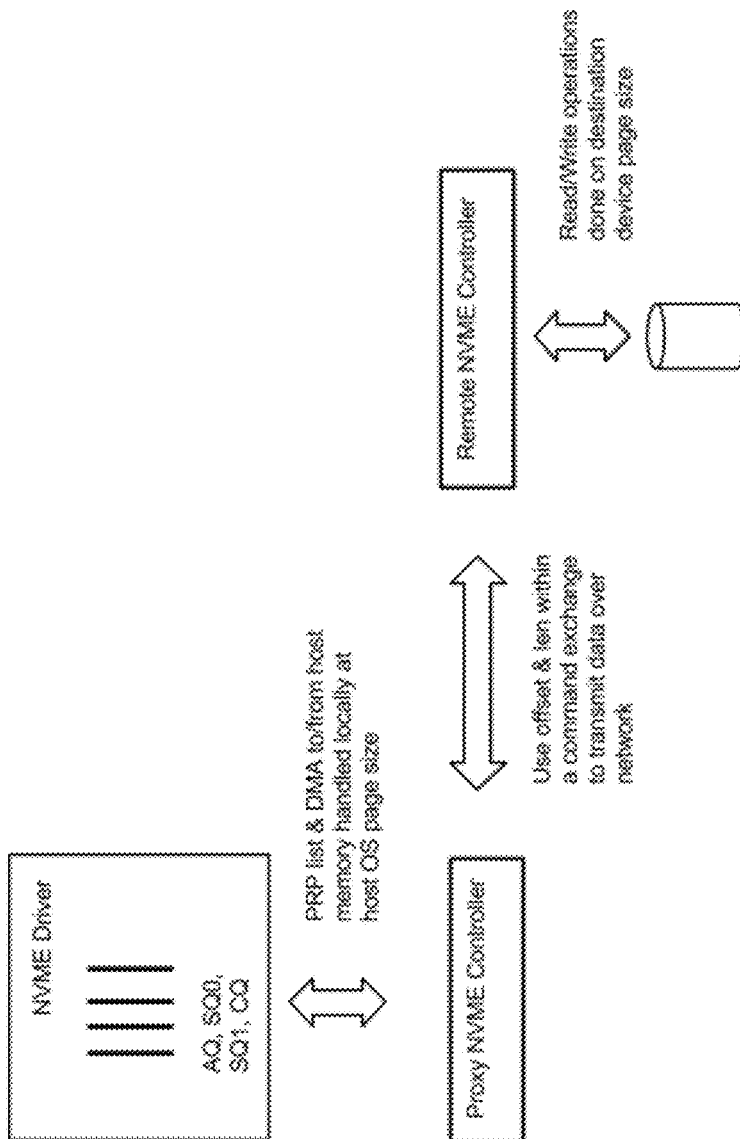 NVME Driver
AQ, SQ0,
SQ1, CQ
PRP list & DMA to/from host
memory handled locally at
host OS page size
Proxy NVME Controller
Use offset & len within
a command exchange
to transmit data over
network
Remote NVME Controller
Read/Write operations
done on destination
device page size